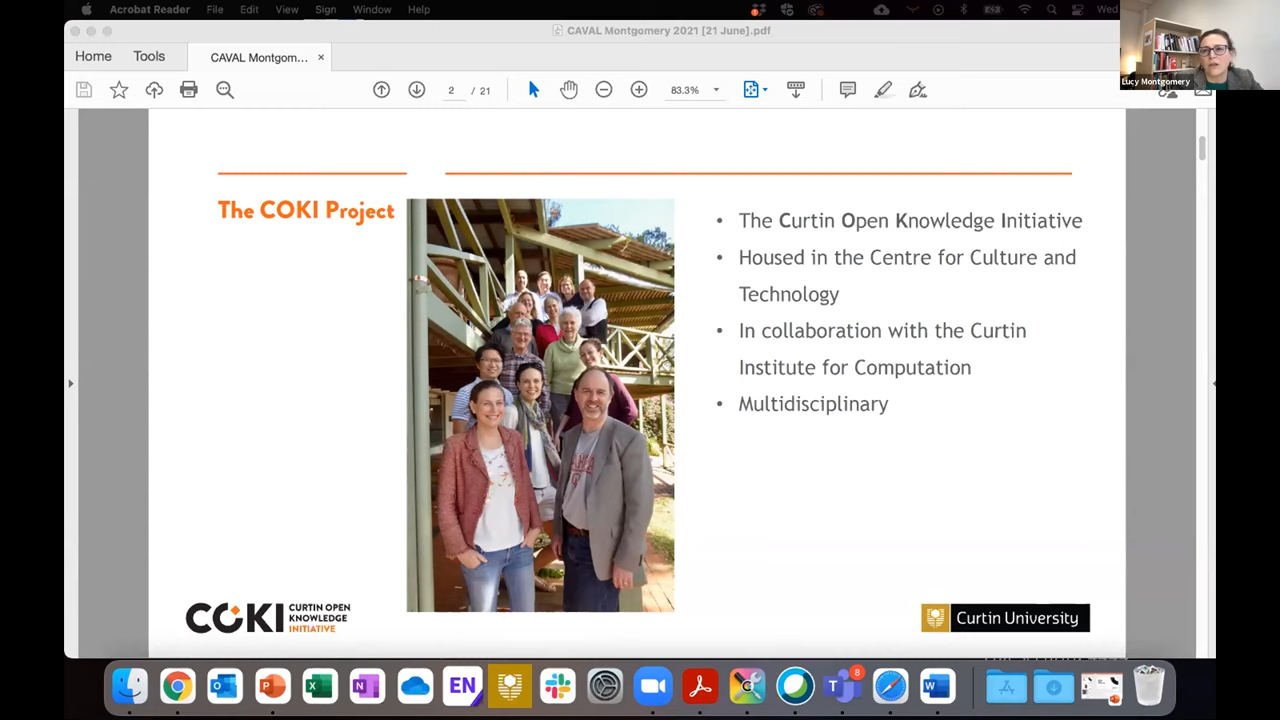 Acrobat Reader File Edit View Sign Window Help
Wed
CAVAL Montgomery 2021 [21 June].pdf
Home Tools CAVAL Montgom... ×
2 / 21 83.3%
Lucy Montgomery
The COKI Project
• The Curtin Open Knowledge Initiative
• Housed in the Centre for Culture and
Technology
• In collaboration with the Curtin
Institute for Computation
• Multidisciplinary
COKI CURTIN OPEN
KNOWLEDGE
INITIATIVE
Curtin University
EN
8